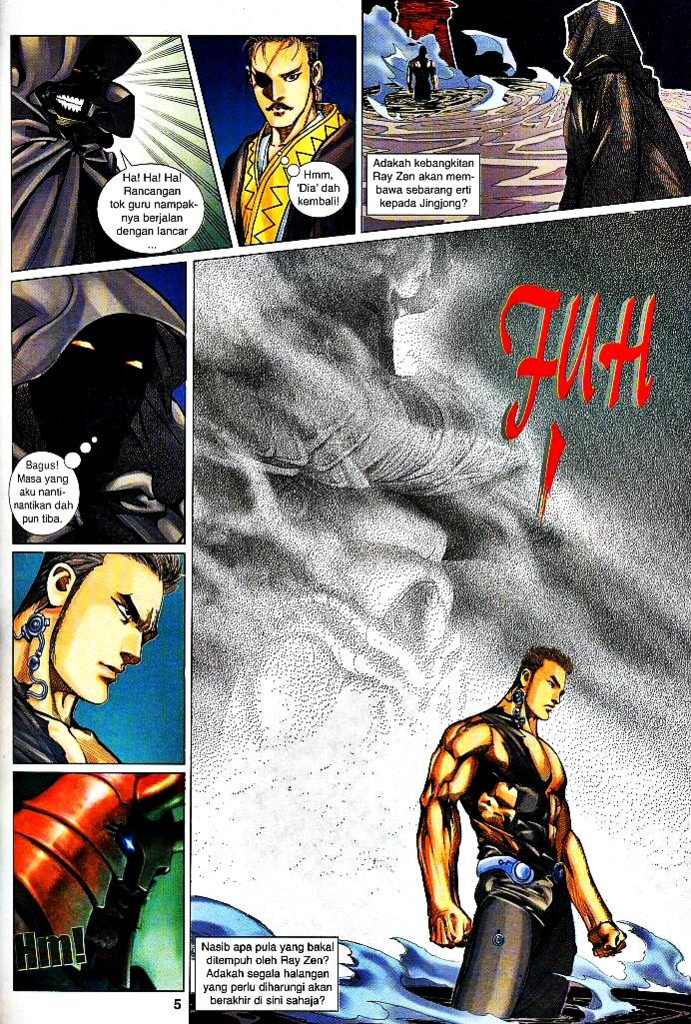 Ha! Ha! Ha!
Rancangan
tok guru nampak-
nya berjalan
dengan lancar
...
Hmm,
'Dia' dah
kembali!
Adakah kebangkitan
Ray Zen akan mem-
bawa sebarang erti
kepada Jingjong?
Bagus!
Masa yang
aku nanti-
nantikan dah
pun tiba.
FUH!
Hm!
Nasib apa pula yang bakal
ditempuh oleh Ray Zen?
Adakah segala halangan
yang perlu diharungi akan
berakhir di sini sahaja?
5